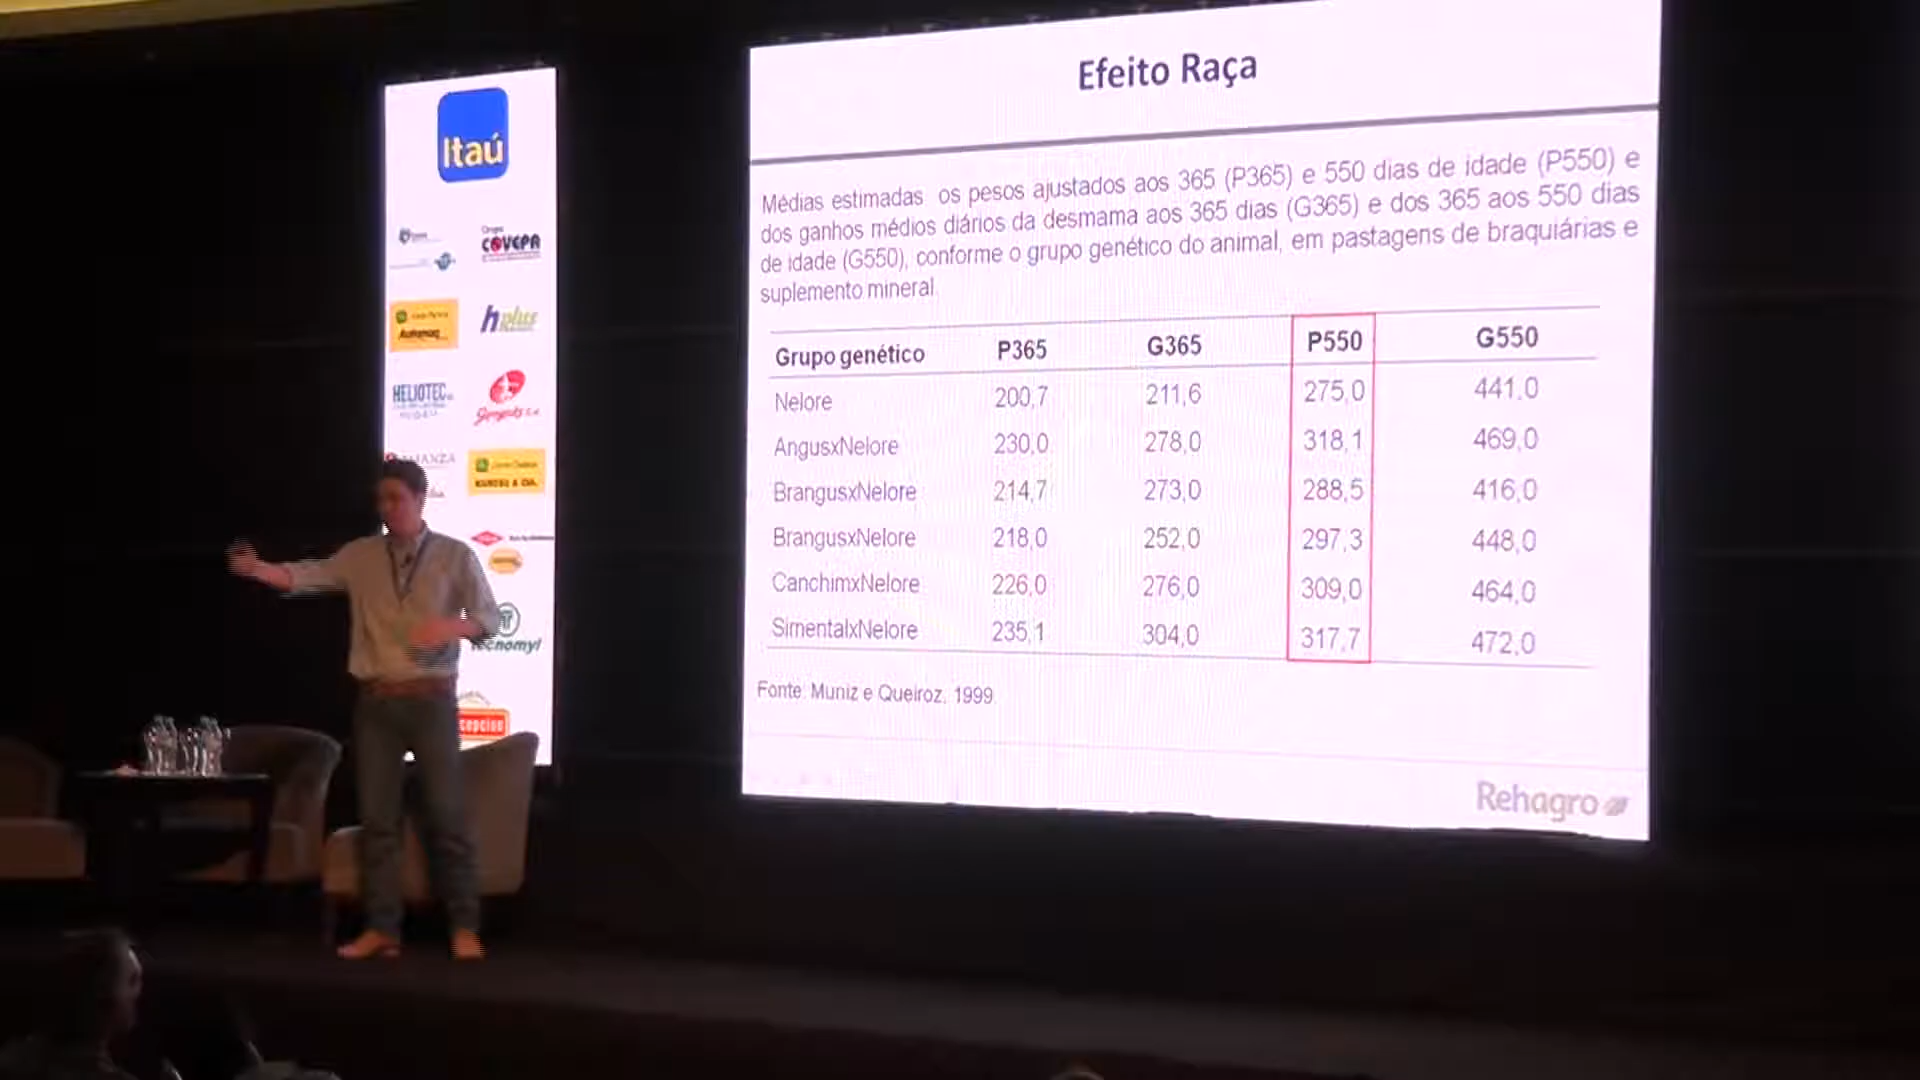 Efeito Raça
Médias estimadas os pesos ajustados aos 365 (P365) e 550 dias de idade (P550) e
dos ganhos médios diários da desmama aos 365 dias (G365) e dos 365 aos 550 dias
de idade (G550), conforme o grupo genético do animal, em pastagens de braquiárias e
suplemento mineral.
Grupo genético P365 G365 P550 G550
Nelore 200,7 211,6 275,0 441,0
AngusxNelore 230,0 278,0 318,1 469,0
BrangusxNelore 214,7 273,0 288,5 416,0
BrangusxNelore 218,0 252,0 297,3 448,0
CanchimxNelore 226,0 276,0 309,0 464,0
SimentalxNelore 235,1 304,0 317,7 472,0
Fonte: Muniz e Queiroz, 1999.
Rehagro
Itaú
COVEPA
hplus
Automaq
HELIOTEC